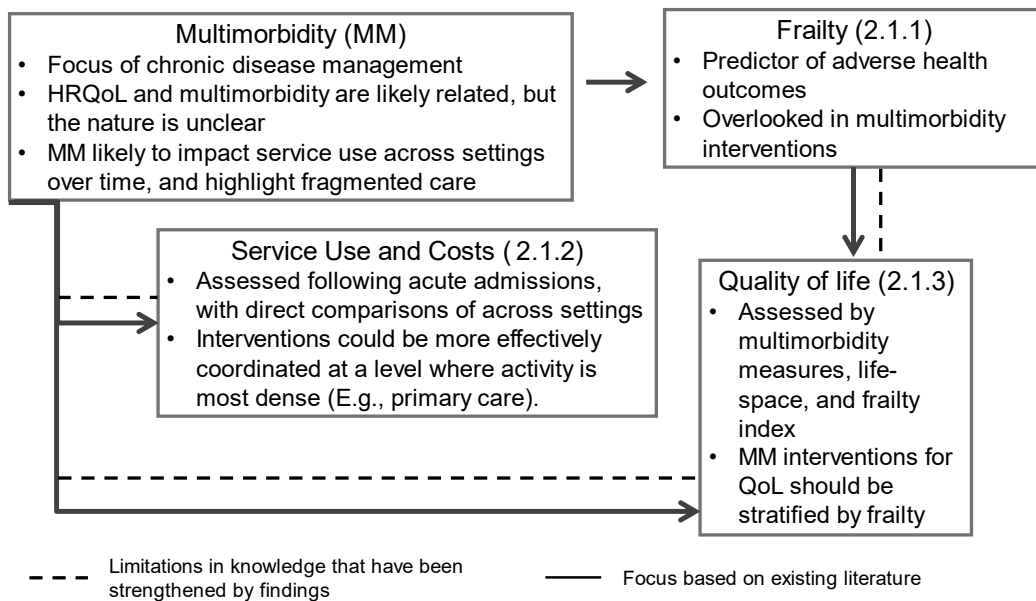 Multimorbidity (MM)
• Focus of chronic disease management
• HRQoL and multimorbidity are likely related, but
the nature is unclear
• MM likely to impact service use across settings
over time, and highlight fragmented care
Frailty (2.1.1)
• Predictor of adverse health
outcomes
• Overlooked in multimorbidity
interventions
Service Use and Costs ( 2.1.2)
• Assessed following acute admissions,
with direct comparisons of across settings
• Interventions could be more effectively
coordinated at a level where activity is
most dense (E.g., primary care).
Quality of life (2.1.3)
• Assessed by
multimorbidity
measures, life-
space, and frailty
index
• MM interventions for
QoL should be
stratified by frailty
Limitations in knowledge that have been
strengthened by findings
Focus based on existing literature